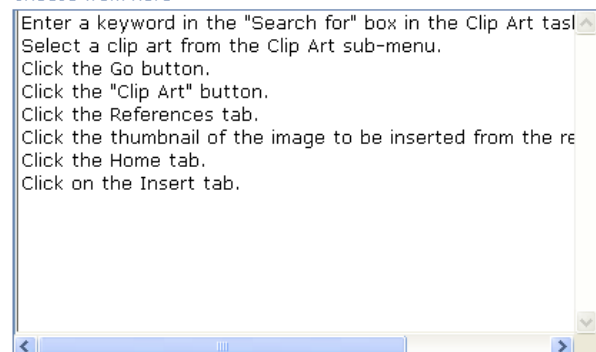 Enter a keyword in the "Search for" box in the Clip Art tasl
Select a clip art from the Clip Art sub-menu.
Click the Go button.
Click the "Clip Art" button.
Click the References tab.
Click the thumbnail of the image to be inserted from the re
Click the Home tab.
Click on the Insert tab.